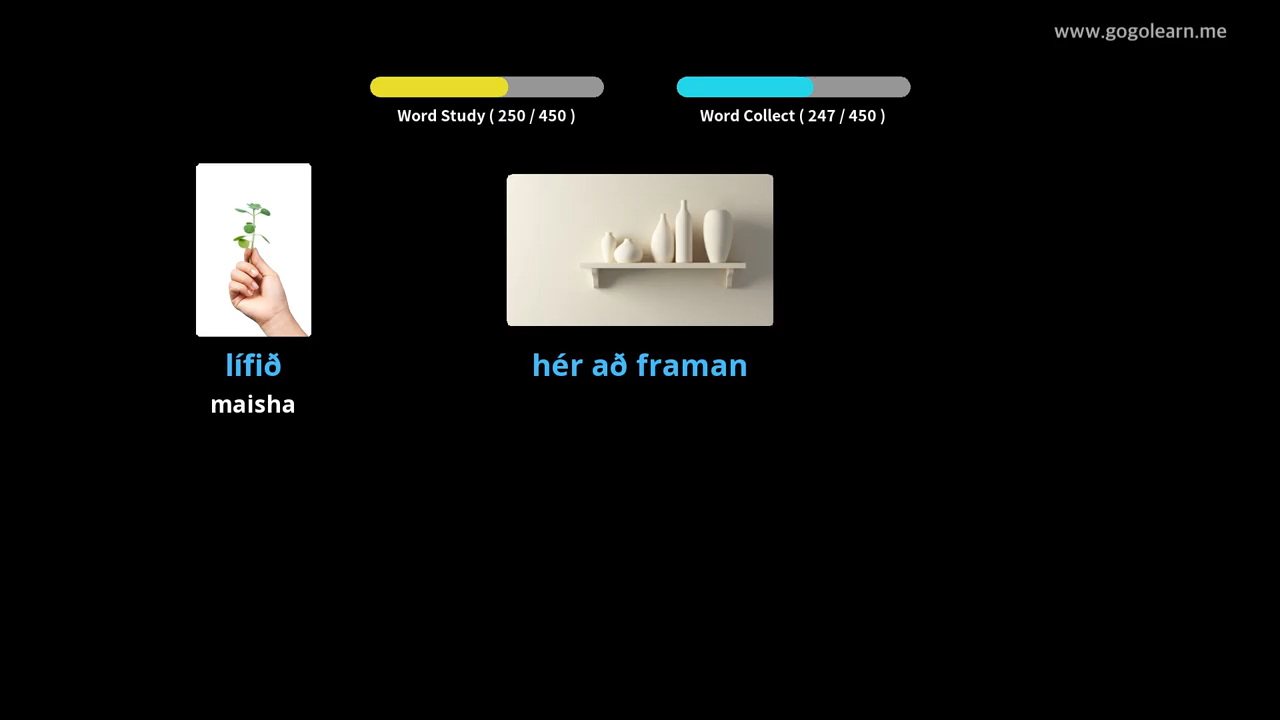 www.gogolearn.me
Word Study ( 250 / 450 )
Word Collect ( 247 / 450 )
lífið
maisha
hér að framan